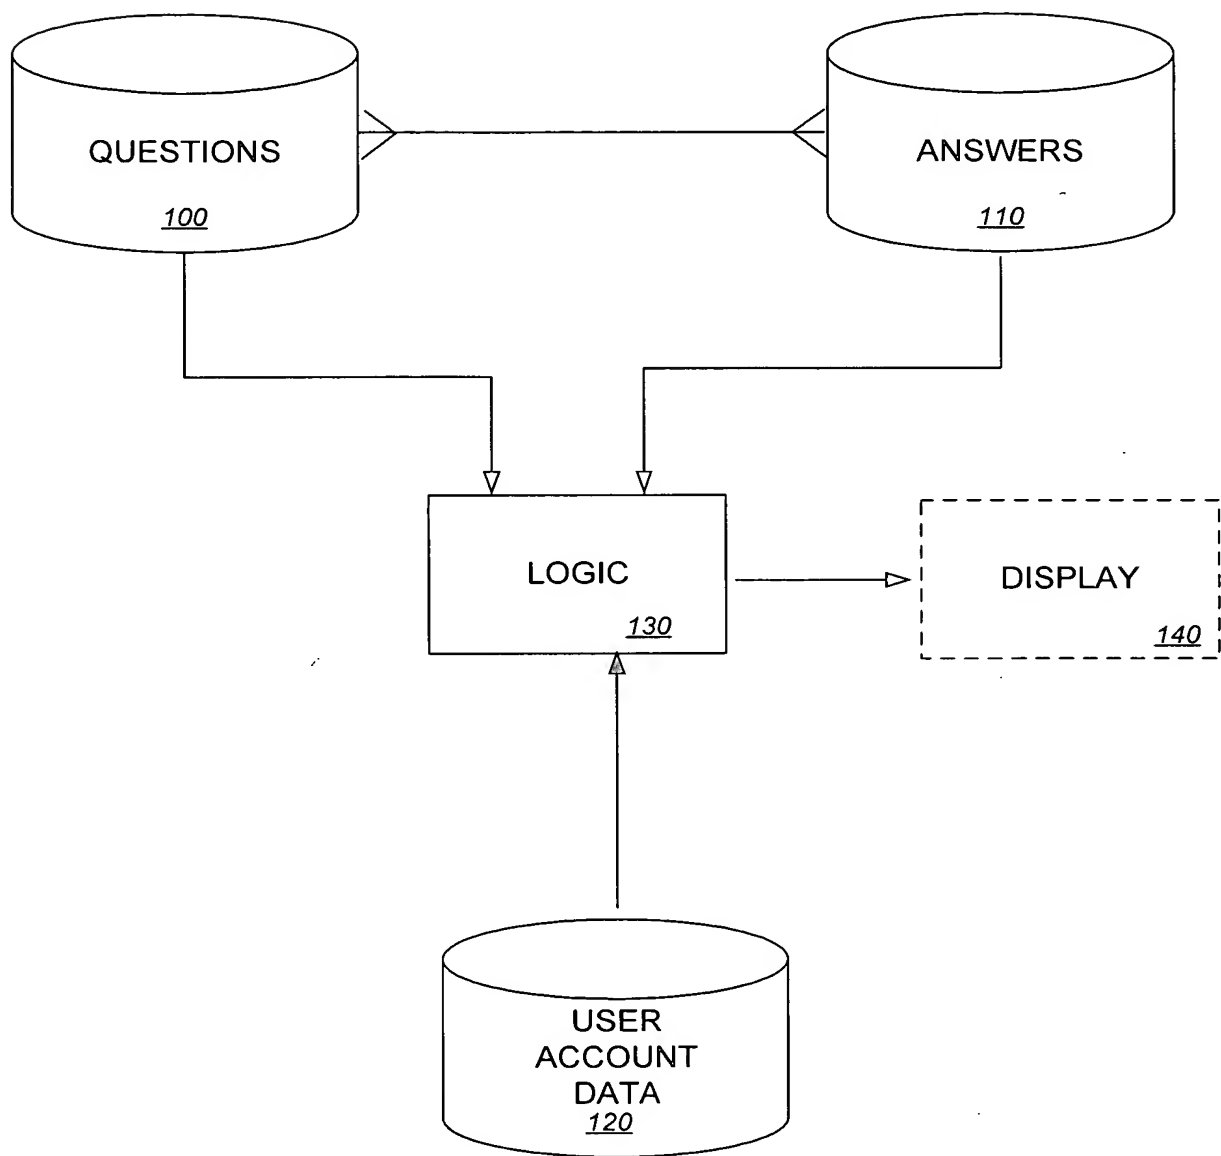 QUESTIONS
100
ANSWERS
110
LOGIC
130
DISPLAY
140
USER
ACCOUNT
DATA
120